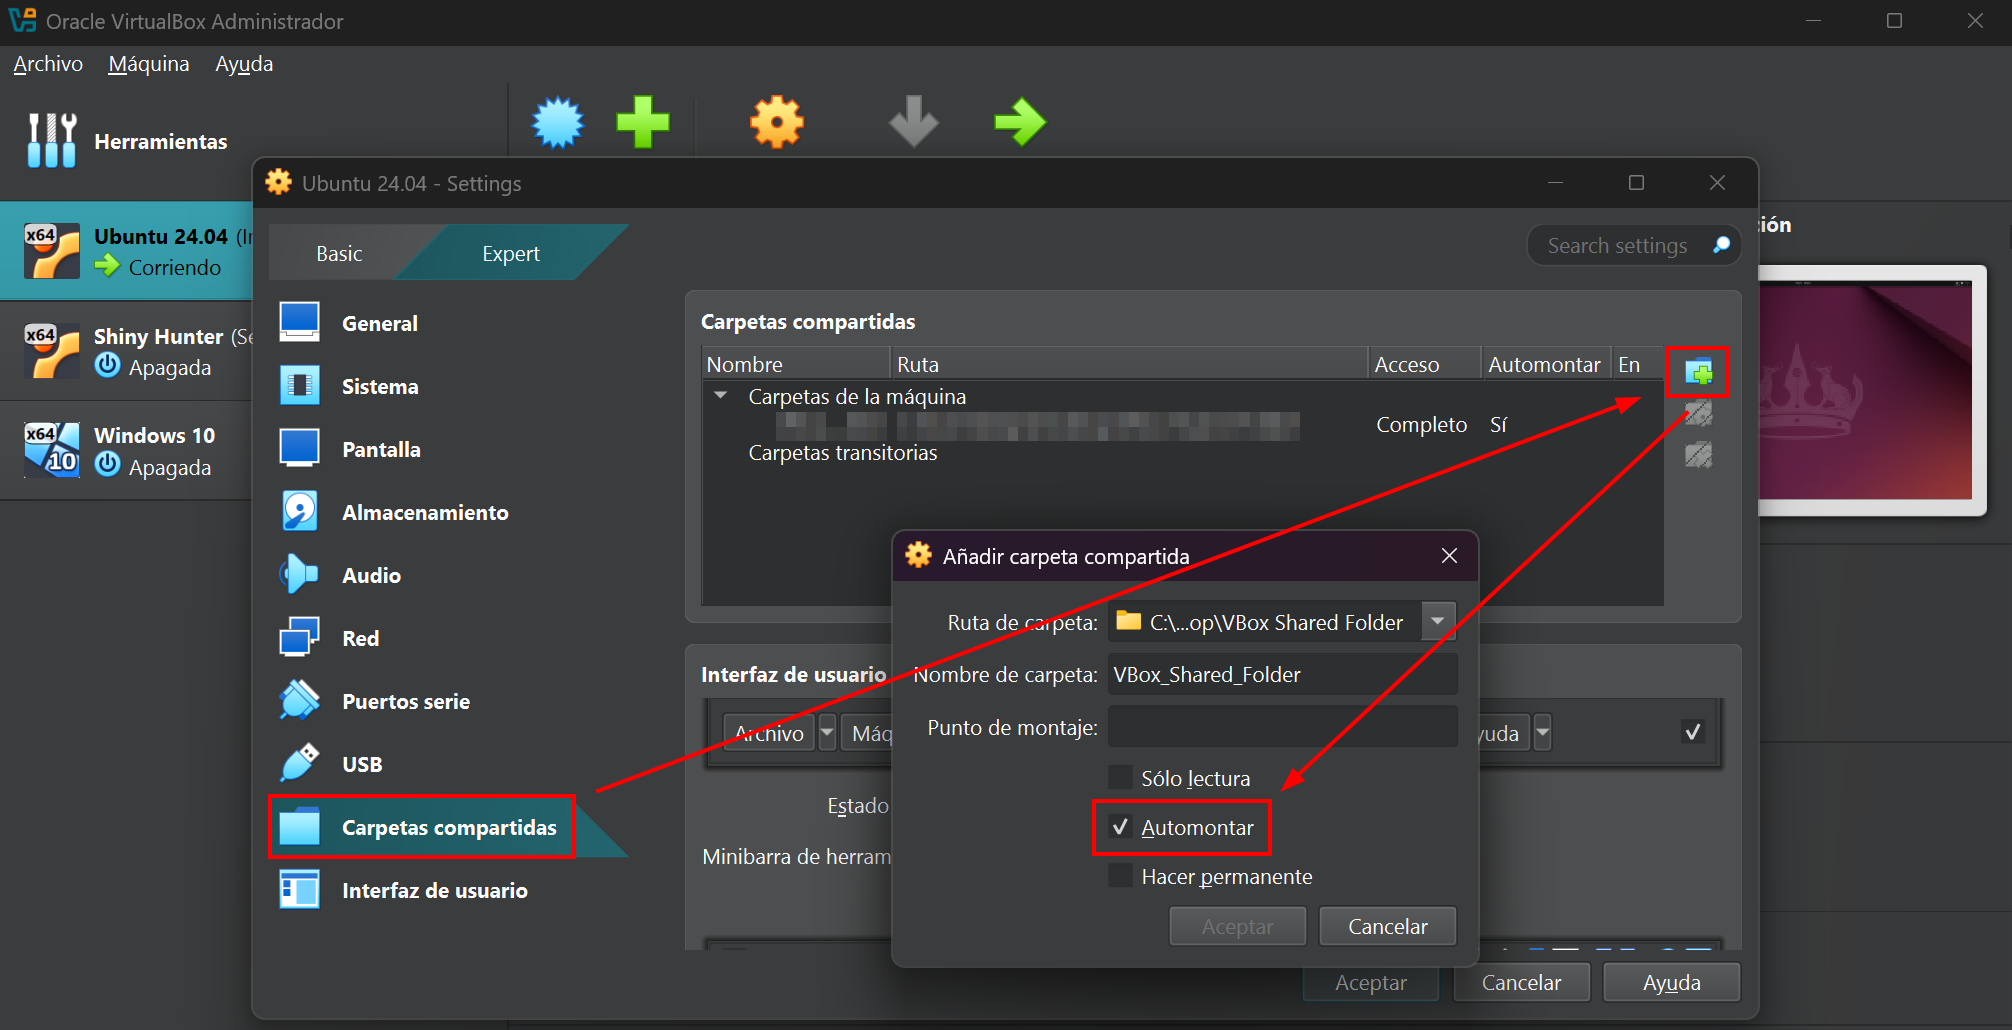 Oracle VirtualBox Administrador
Archivo Máquina Ayuda
Herramientas
x64 Ubuntu 24.04
Corriendo
x64 Shiny Hunter
Apagada
x64 10 Windows 10
Apagada
ión
Ubuntu 24.04 - Settings
Basic Expert Search settings
General
Sistema
Pantalla
Almacenamiento
Audio
Red
Puertos serie
USB
Carpetas compartidas
Interfaz de usuario
Carpetas compartidas
Nombre Ruta Acceso Automontar En
Carpetas de la máquina
Completo Sí
Carpetas transitorias
Interfaz de usuario
Archivo Máq yuda
Estado
Minibarra de herram
Añadir carpeta compartida
Ruta de carpeta: C:\...op\VBox Shared Folder
Nombre de carpeta: VBox_Shared_Folder
Punto de montaje:
Sólo lectura
Automontar
Hacer permanente
Aceptar Cancelar
Aceptar Cancelar Ayuda